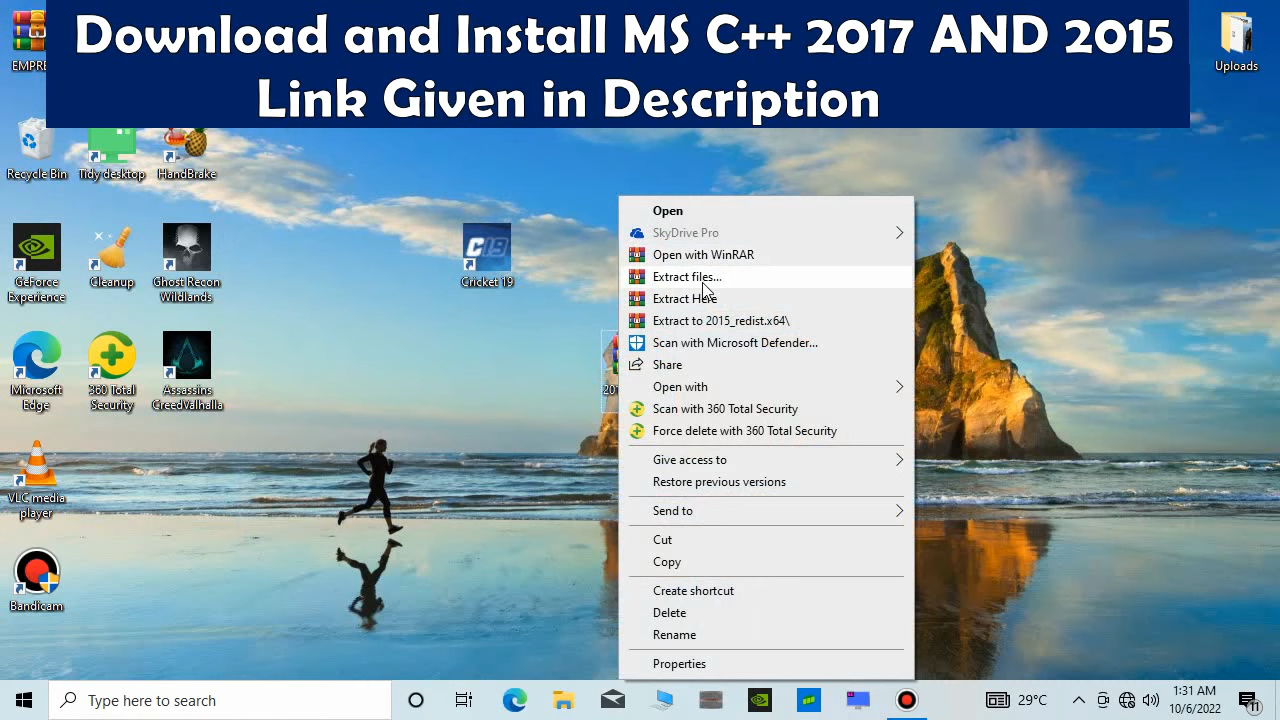 Download and Install MS C++ 2017 AND 2015
Link Given in Description
EMPRE
Uploads
Recycle Bin
Tidy desktop
HandBrake
GeForce
Experience
Cleanup
Ghost Recon
Wildlands
C19
Cricket 19
Microsoft
Edge
360 Total
Security
Assassins
CreedValhalla
VLC media
player
Bandicam
20
Open
SkyDrive Pro
Open with WinRAR
Extract files...
Extract Here
Extract to 2015_redist.x64\
Scan with Microsoft Defender...
Share
Open with
Scan with 360 Total Security
Force delete with 360 Total Security
Give access to
Restore previous versions
Send to
Cut
Copy
Create shortcut
Delete
Rename
Properties
Type here to search
29°C
1:31 AM
10/6/2022
11